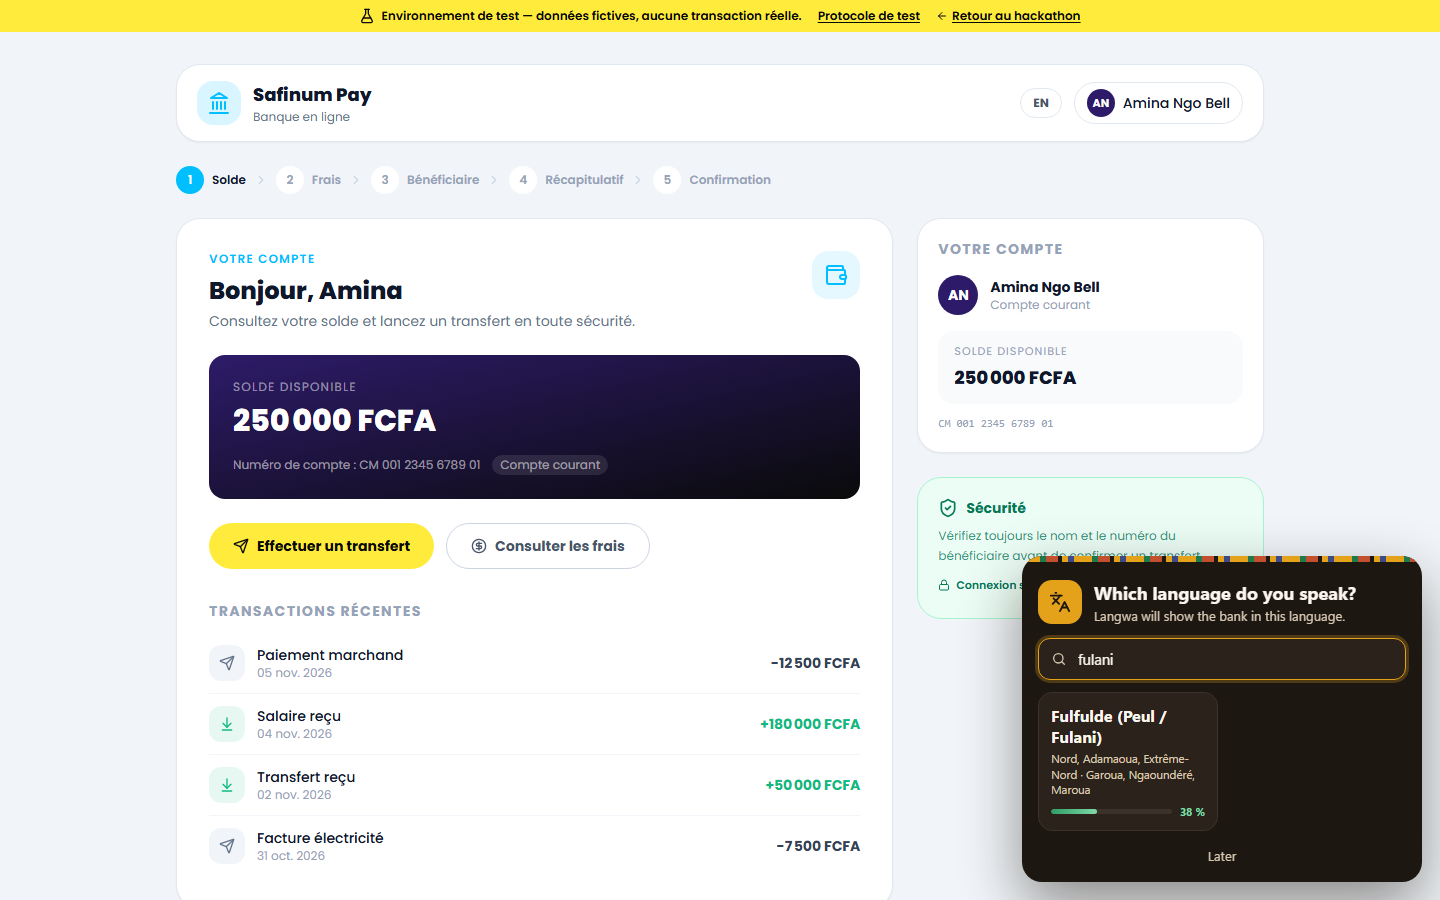 Environnement de test — données fictives, aucune transaction réelle. Protocole de test ← Retour au hackathon
Safinum Pay
Banque en ligne
EN
AN Amina Ngo Bell
1 Solde
2 Frais
3 Bénéficiaire
4 Récapitulatif
5 Confirmation
VOTRE COMPTE
Bonjour, Amina
Consultez votre solde et lancez un transfert en toute sécurité.
SOLDE DISPONIBLE
250 000 FCFA
Numéro de compte : CM 001 2345 6789 01 Compte courant
Effectuer un transfert
Consulter les frais
TRANSACTIONS RÉCENTES
Paiement marchand
05 nov. 2026
-12 500 FCFA
Salaire reçu
04 nov. 2026
+180 000 FCFA
Transfert reçu
02 nov. 2026
+50 000 FCFA
Facture électricité
31 oct. 2026
-7 500 FCFA
VOTRE COMPTE
AN
Amina Ngo Bell
Compte courant
SOLDE DISPONIBLE
250 000 FCFA
CM 001 2345 6789 01
Sécurité
Vérifiez toujours le nom et le numéro du
bénéficiaire avant de confirmer un transfert
Connexion
Which language do you speak?
Langwa will show the bank in this language.
fulani
Fulfulde (Peul /
Fulani)
Nord, Adamaoua, Extrême-
Nord · Garoua, Ngaoundéré,
Maroua
38 %
Later